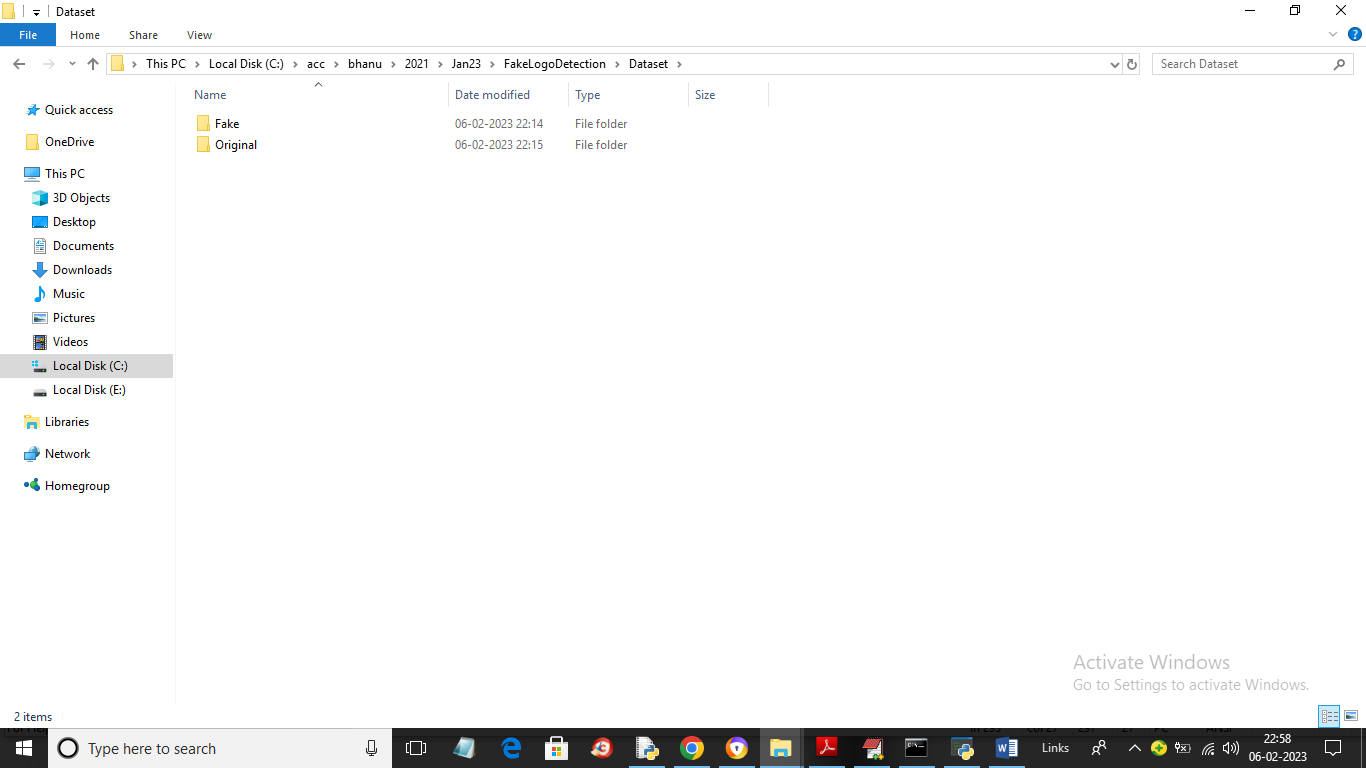 Dataset
File Home Share View
This PC Local Disk (C:) acc bhanu 2021 Jan23 FakeLogoDetection Dataset
Search Dataset
Name Date modified Type Size
Fake 06-02-2023 22:14 File folder
Original 06-02-2023 22:15 File folder
Quick access
OneDrive
This PC
3D Objects
Desktop
Documents
Downloads
Music
Pictures
Videos
Local Disk (C:)
Local Disk (E:)
Libraries
Network
Homegroup
Activate Windows
Go to Settings to activate Windows.
2 items
Type here to search
Links
22:58
06-02-2023